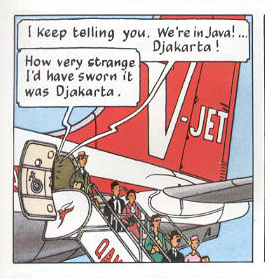 I keep telling you. We're in Java!...
Djakarta!
How very strange
I'd have sworn it
was Djakarta.
V-JET
QAN